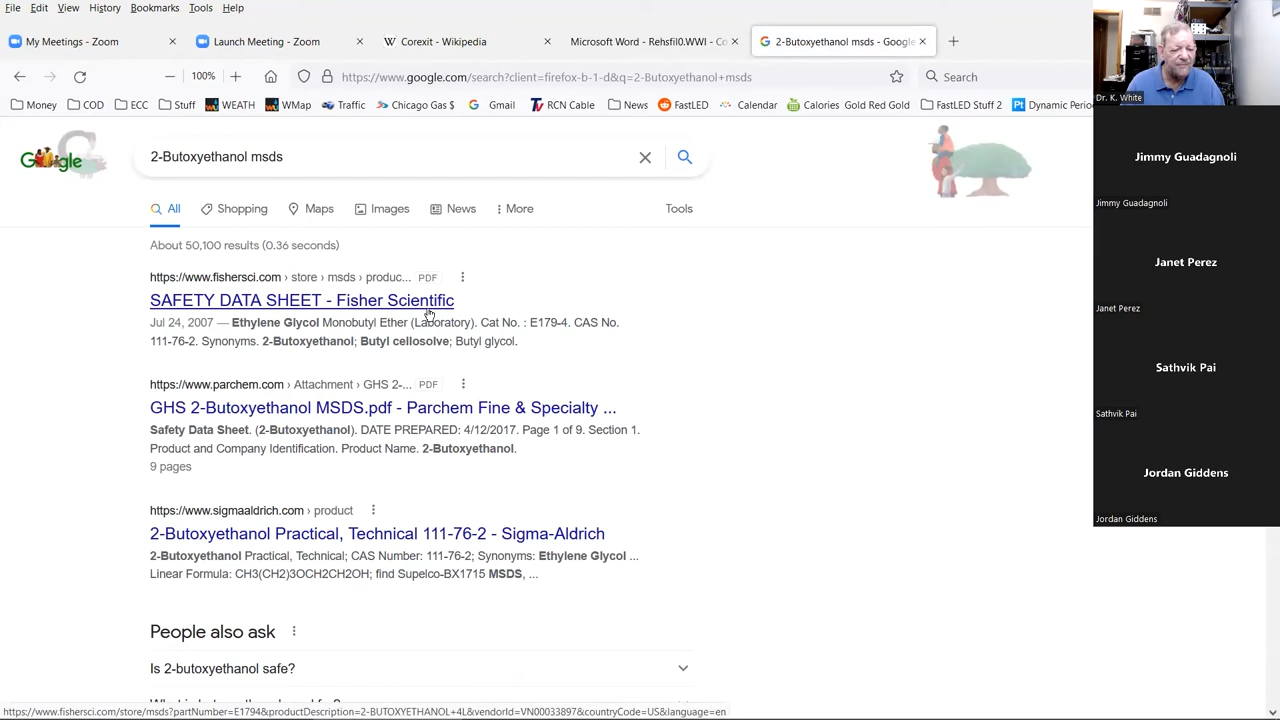 File Edit View History Bookmarks Tools Help
My Meetings - Zoom
Launch Meeting - Zoom
Microsoft Word - Rehsfil0.WWI - Co
2-Butoxyethanol msds - Google
100%
https://www.google.com/search?client=firefox-b-1-d&q=2-Butoxyethanol+msds
Search
Money COD ECC Stuff WEATH WMap Traffic Local Gas $ Gmail RCN Cable News FastLED Calendar Calor Gold Red Gold FastLED Stuff 2 Dynamic Perio
Google
2-Butoxyethanol msds
All Shopping Maps Images News More Tools
About 50,100 results (0.36 seconds)
https://www.fishersci.com › store › msds › produc... PDF
SAFETY DATA SHEET - Fisher Scientific
Jul 24, 2007 — Ethylene Glycol Monobutyl Ether (Laboratory). Cat No. : E179-4. CAS No.
111-76-2. Synonyms. 2-Butoxyethanol; Butyl cellosolve; Butyl glycol.
https://www.parchem.com › Attachment › GHS 2-... PDF
GHS 2-Butoxyethanol MSDS.pdf - Parchem Fine & Specialty ...
Safety Data Sheet. (2-Butoxyethanol). DATE PREPARED: 4/12/2017. Page 1 of 9. Section 1.
Product and Company Identification. Product Name. 2-Butoxyethanol.
9 pages
https://www.sigmaaldrich.com › product
2-Butoxyethanol Practical, Technical 111-76-2 - Sigma-Aldrich
2-Butoxyethanol Practical, Technical; CAS Number: 111-76-2; Synonyms: Ethylene Glycol ...
Linear Formula: CH3(CH2)3OCH2CH2OH; find Supelco-BX1715 MSDS, ...
People also ask
Is 2-butoxyethanol safe?
https://www.fishersci.com/store/msds?partNumber=E1794&productDescription=2-BUTOXYETHANOL+4L&vendorId=VN00033897&countryCode=US&language=en
Dr. K. White
Jimmy Guadagnoli
Jimmy Guadagnoli
Janet Perez
Janet Perez
Sathvik Pai
Sathvik Pai
Jordan Giddens
Jordan Giddens